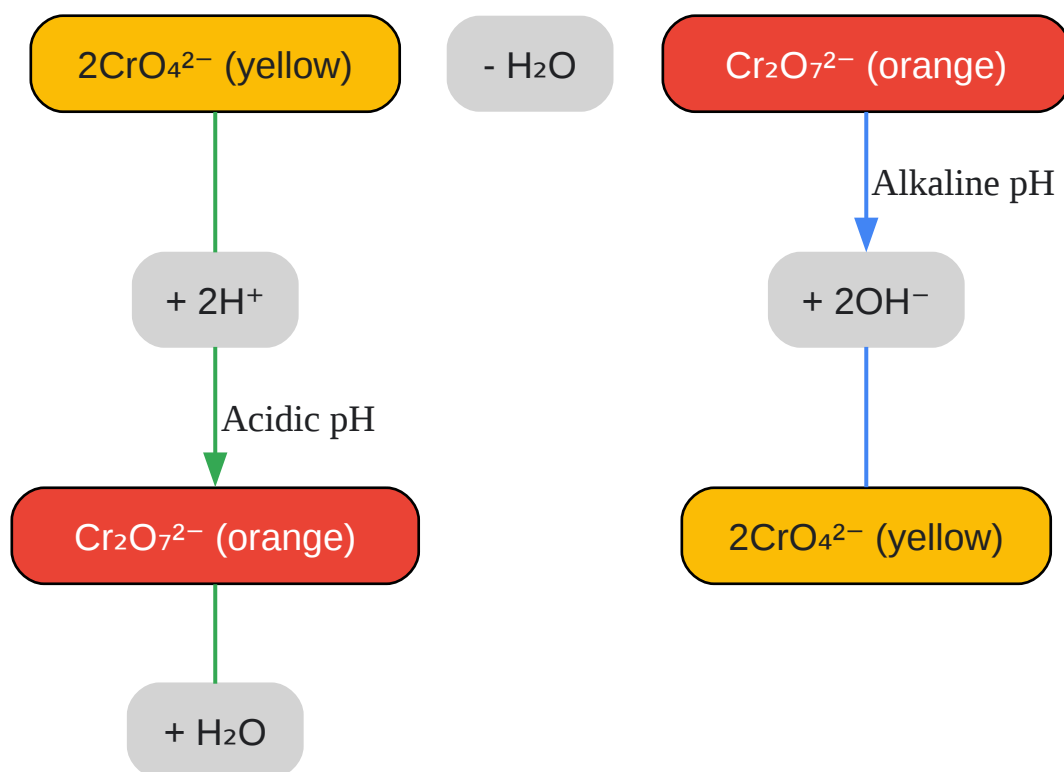 2CrO₄²⁻ (yellow)
- H₂O
Cr₂O₇²⁻ (orange)
Alkaline pH
+ 2H⁺
+ 2OH⁻
Acidic pH
Cr₂O₇²⁻ (orange)
2CrO₄²⁻ (yellow)
+ H₂O